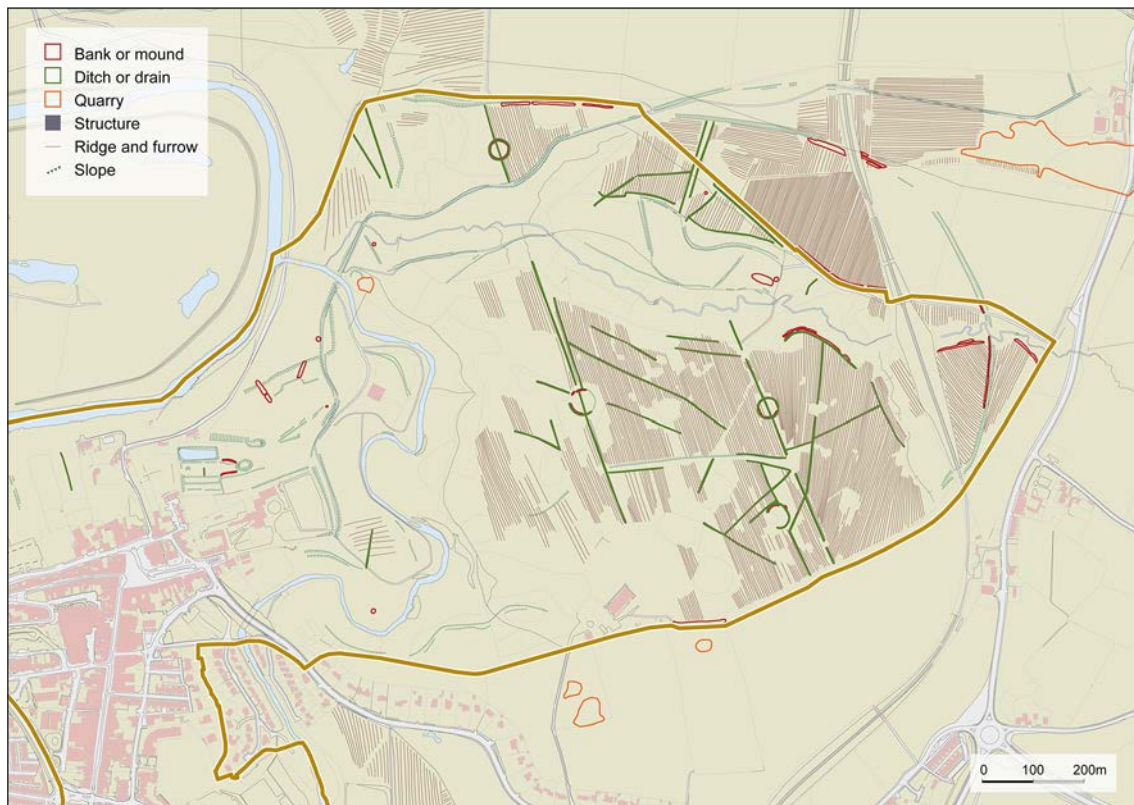 Bank or mound
Ditch or drain
Quarry
Structure
Ridge and furrow
Slope
0 100 200m